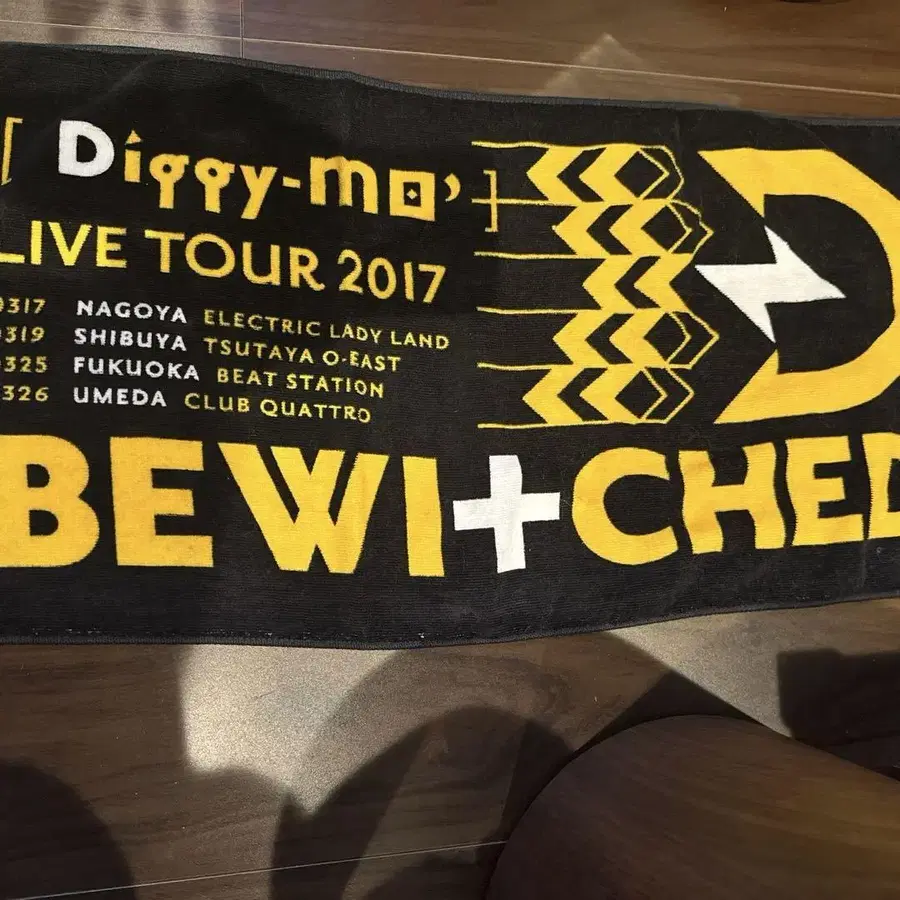 [ Diggy-MO' ]
LIVE TOUR 2017
0317 NAGOYA ELECTRIC LADY LAND
0319 SHIBUYA TSUTAYA O-EAST
0325 FUKUOKA BEAT STATION
0326 UMEDA CLUB QUATTRO
BEWI+CHED